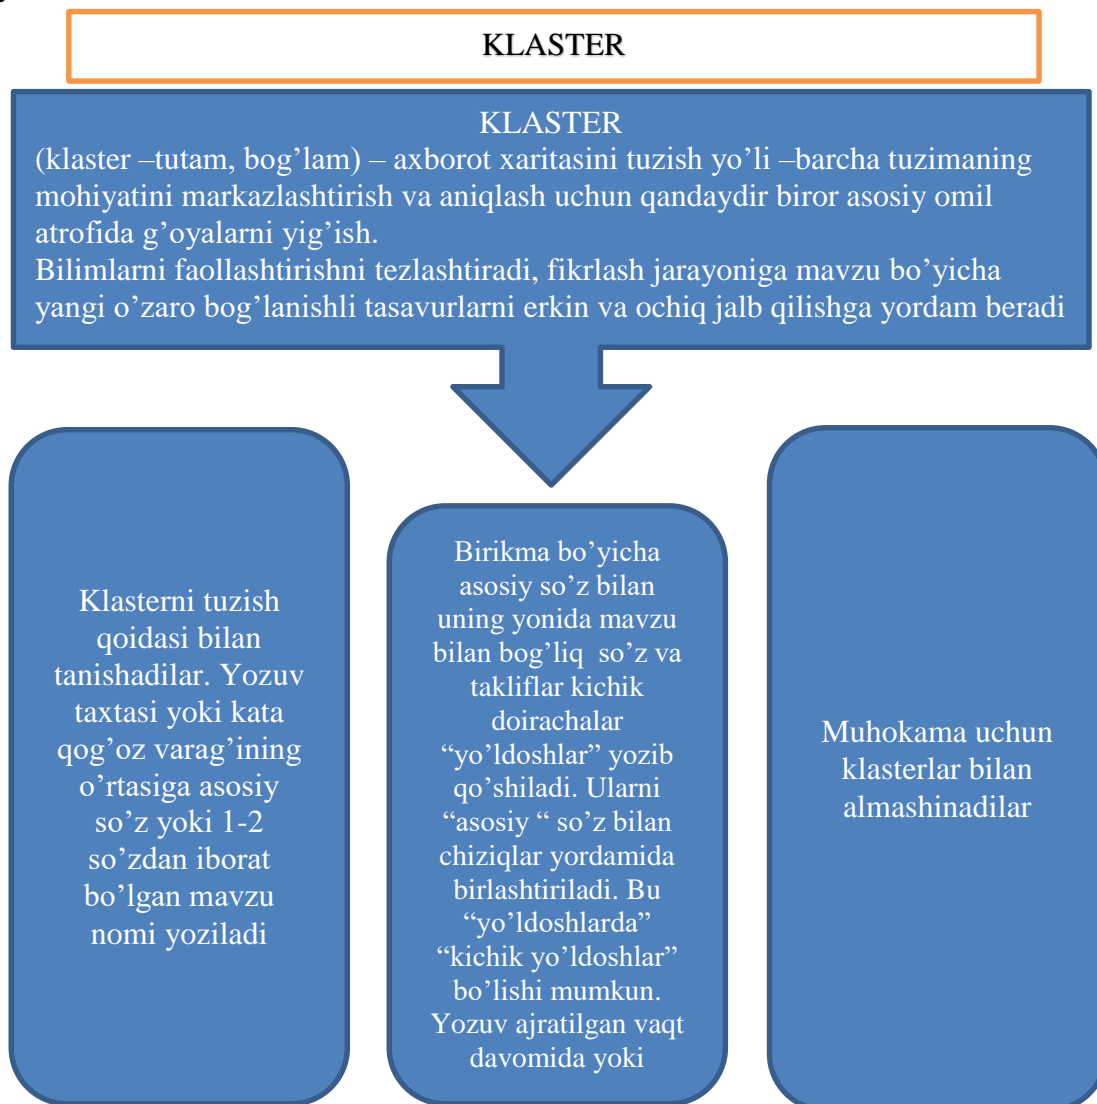 KLASTER
KLASTER
(klaster –tutam, bog’lam) – axborot xaritasini tuzish yo’li –barcha tuzimaning
mohiyatini markazlashtirish va aniqlash uchun qandaydir biror asosiy omil
atrofida g’oyalarni yig’ish.
Bilimlarni faollashtirishni tezlashtiradi, fikrlash jarayoniga mavzu bo’yicha
yangi o’zaro bog’lanishli tasavurlarni erkin va ochiq jalb qilishga yordam beradi
Klasterni tuzish
qoidasi bilan
tanishadilar. Yozuv
taxtasi yoki kata
qog’oz varag’ining
o’rtasiga asosiy
so’z yoki 1-2
so’zdan iborat
bo’lgan mavzu
nomi yoziladi
Birikma bo’yicha
asosiy so’z bilan
uning yonida mavzu
bilan bog’liq  so’z va
takliflar kichik
doirachalar
“yo’ldoshlar” yozib
qo’shiladi. Ularni
“asosiy “ so’z bilan
chiziqlar yordamida
birlashtiriladi. Bu
“yo’ldoshlarda”
“kichik yo’ldoshlar”
bo’lishi mumkun.
Yozuv ajratilgan vaqt
davomida yoki
Muhokama uchun
klasterlar bilan
almashinadilar